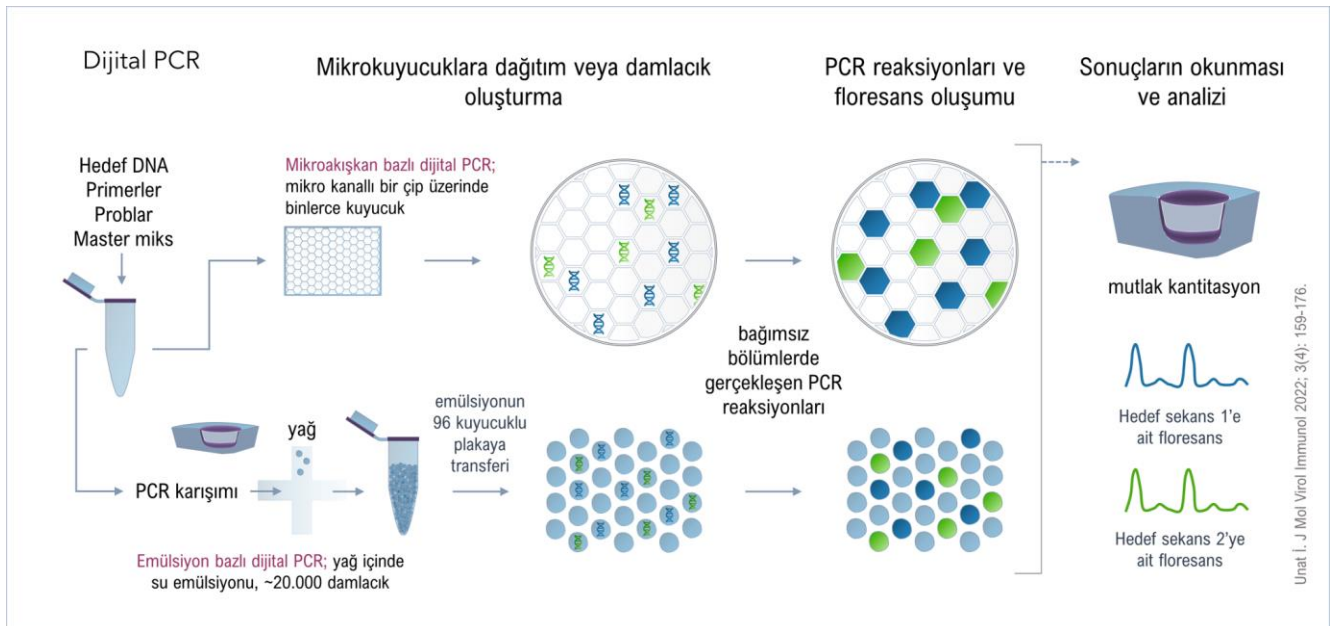 Dijital PCR
Mikrokuyucuklara dağıtım veya damlacık
oluşturma
PCR reaksiyonları ve
floresans oluşumu
Sonuçların okunması
ve analizi
Hedef DNA
Primerler
Problar
Master miks
Mikroakışkan bazlı dijital PCR;
mikro kanallı bir çip üzerinde
binlerce kuyucuk
bağımsız
bölümlerde
gerçekleşen PCR
reaksiyonları
mutlak kantitasyon
PCR karışımı
yağ
emülsiyonun
96 kuyucuklu
plakaya
transferi
Emülsiyon bazlı dijital PCR; yağ içinde
su emülsiyonu, ~20.000 damlacık
Hedef sekans 1'e
ait floresans
Hedef sekans 2'ye
ait floresans
Unat İ. J Mol Virol Immunol 2022; 3(4): 159-176.